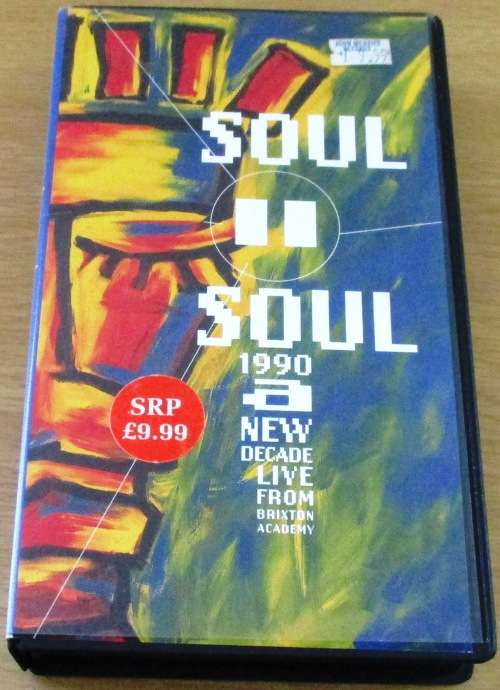 SOUL
II
SOUL
1990
a
NEW
DECADE
LIVE
FROM
BRIXTON
ACADEMY
SRP
£9.99